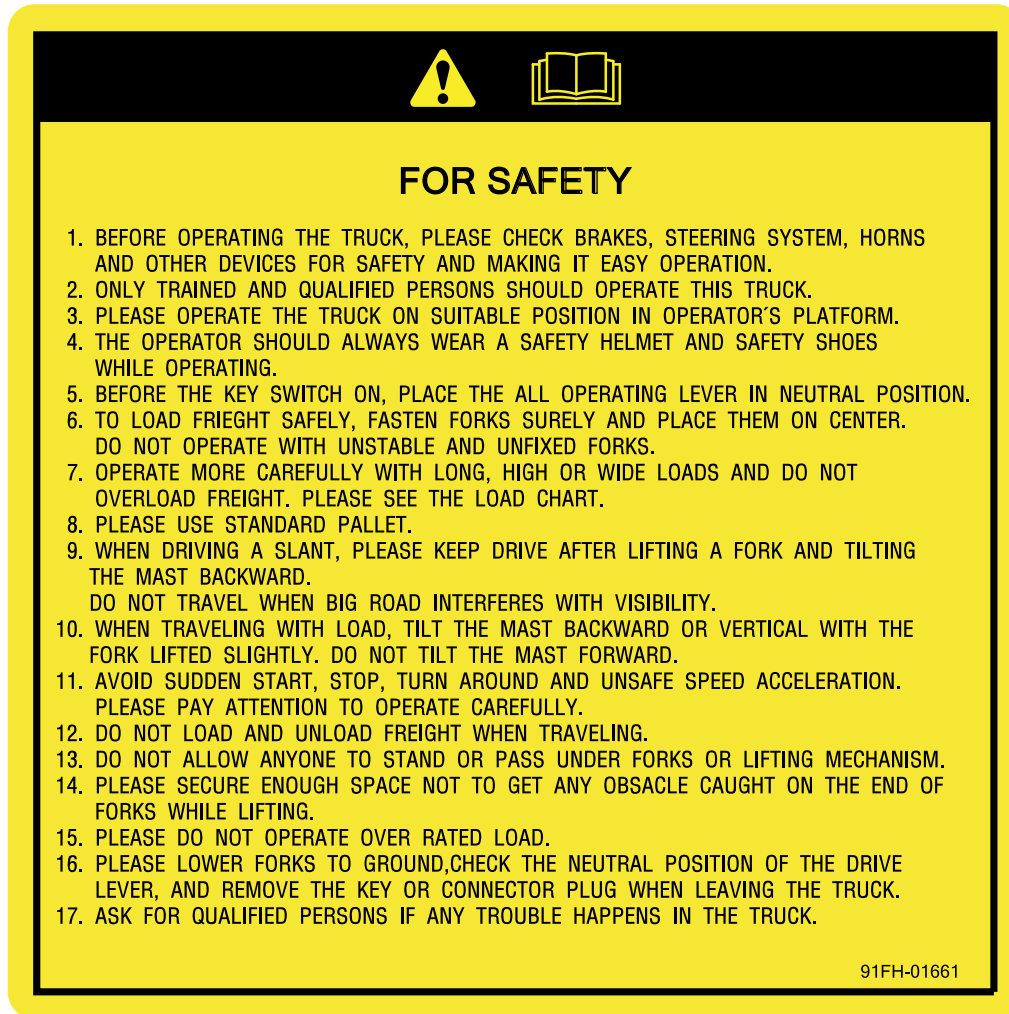 FOR SAFETY
1. BEFORE OPERATING THE TRUCK, PLEASE CHECK BRAKES, STEERING SYSTEM, HORNS
AND OTHER DEVICES FOR SAFETY AND MAKING IT EASY OPERATION.
2. ONLY TRAINED AND QUALIFIED PERSONS SHOULD OPERATE THIS TRUCK.
3. PLEASE OPERATE THE TRUCK ON SUITABLE POSITION IN OPERATOR´S PLATFORM.
4. THE OPERATOR SHOULD ALWAYS WEAR A SAFETY HELMET AND SAFETY SHOES
WHILE OPERATING.
5. BEFORE THE KEY SWITCH ON, PLACE THE ALL OPERATING LEVER IN NEUTRAL POSITION.
6. TO LOAD FRIEGHT SAFELY, FASTEN FORKS SURELY AND PLACE THEM ON CENTER.
DO NOT OPERATE WITH UNSTABLE AND UNFIXED FORKS.
7. OPERATE MORE CAREFULLY WITH LONG, HIGH OR WIDE LOADS AND DO NOT
OVERLOAD FREIGHT. PLEASE SEE THE LOAD CHART.
8. PLEASE USE STANDARD PALLET.
9. WHEN DRIVING A SLANT, PLEASE KEEP DRIVE AFTER LIFTING A FORK AND TILTING
THE MAST BACKWARD.
DO NOT TRAVEL WHEN BIG ROAD INTERFERES WITH VISIBILITY.
10. WHEN TRAVELING WITH LOAD, TILT THE MAST BACKWARD OR VERTICAL WITH THE
FORK LIFTED SLIGHTLY. DO NOT TILT THE MAST FORWARD.
11. AVOID SUDDEN START, STOP, TURN AROUND AND UNSAFE SPEED ACCELERATION.
PLEASE PAY ATTENTION TO OPERATE CAREFULLY.
12. DO NOT LOAD AND UNLOAD FREIGHT WHEN TRAVELING.
13. DO NOT ALLOW ANYONE TO STAND OR PASS UNDER FORKS OR LIFTING MECHANISM.
14. PLEASE SECURE ENOUGH SPACE NOT TO GET ANY OBSACLE CAUGHT ON THE END OF
FORKS WHILE LIFTING.
15. PLEASE DO NOT OPERATE OVER RATED LOAD.
16. PLEASE LOWER FORKS TO GROUND,CHECK THE NEUTRAL POSITION OF THE DRIVE
LEVER, AND REMOVE THE KEY OR CONNECTOR PLUG WHEN LEAVING THE TRUCK.
17. ASK FOR QUALIFIED PERSONS IF ANY TROUBLE HAPPENS IN THE TRUCK.
91FH-01661